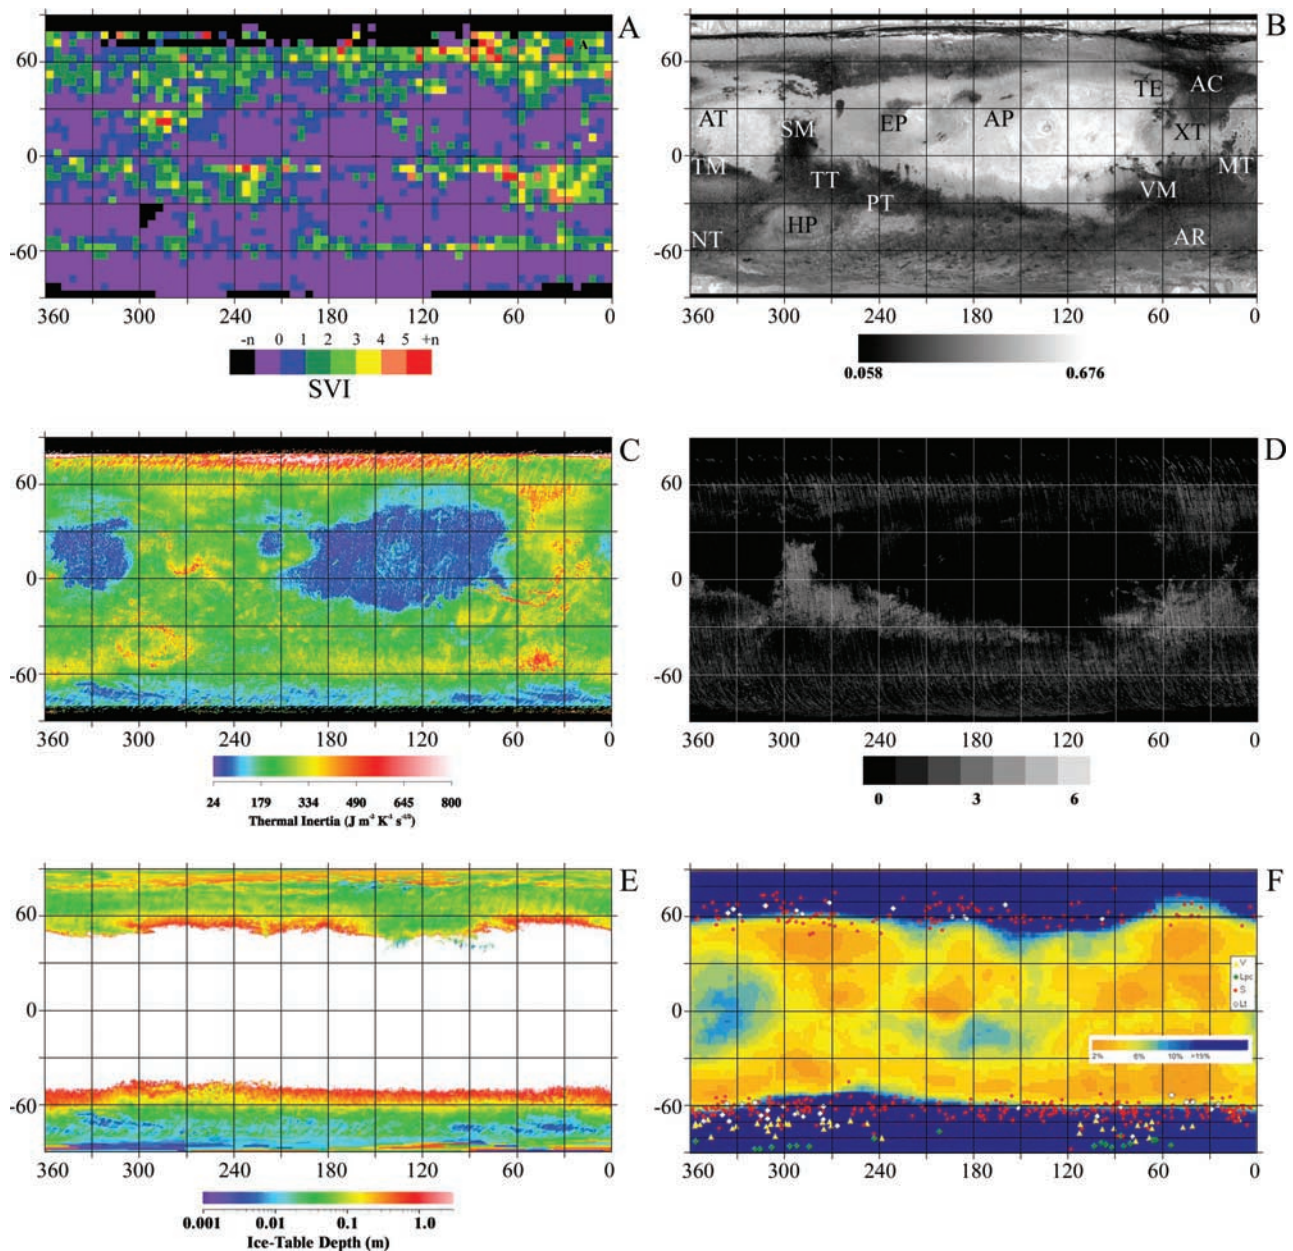 A
A
60
0
-60
360 300 240 180 120 60 0
-n 0 1 2 3 4 5 +n
SVI
B
60
0
-60
AT SM EP AP TE AC XT
TM TT PT VM MT
NT HP AR
360 300 240 180 120 60 0
0.058 0.676
C
60
0
-60
360 300 240 180 120 60 0
24 179 334 490 645 800
Thermal Inertia (J m⁻² K⁻¹ s⁻¹ᐟ²)
D
60
0
-60
360 300 240 180 120 60 0
0 3 6
E
60
0
-60
360 300 240 180 120 60 0
0.001 0.01 0.1 1.0
Ice-Table Depth (m)
F
60
0
-60
V
Lpc
S
Lt
2% 6% 10% >15%
360 300 240 180 120 60 0